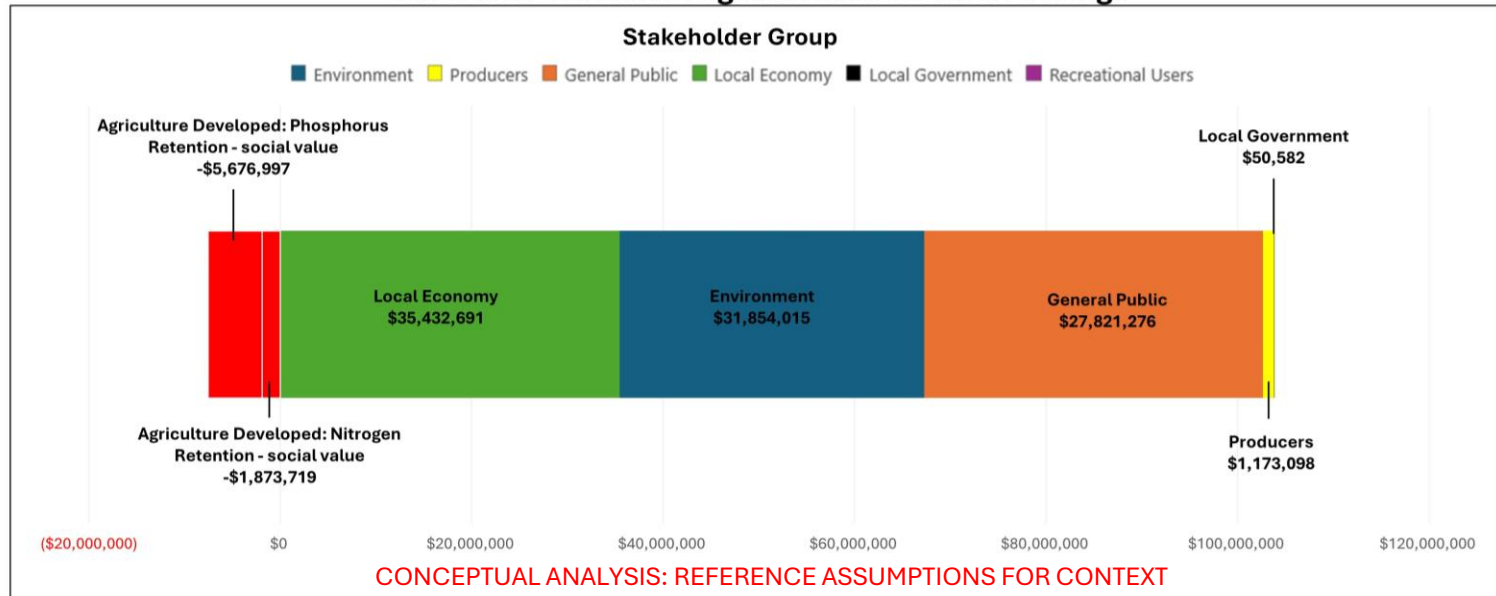 Stakeholder Group
Environment Producers General Public Local Economy Local Government Recreational Users
Agriculture Developed: Phosphorus
Retention - social value
-$5,676,997
Local Government
$50,582
Local Economy
$35,432,691
Environment
$31,854,015
General Public
$27,821,276
Agriculture Developed: Nitrogen
Retention - social value
-$1,873,719
Producers
$1,173,098
($20,000,000) $0 $20,000,000 $40,000,000 $60,000,000 $80,000,000 $100,000,000 $120,000,000
CONCEPTUAL ANALYSIS: REFERENCE ASSUMPTIONS FOR CONTEXT